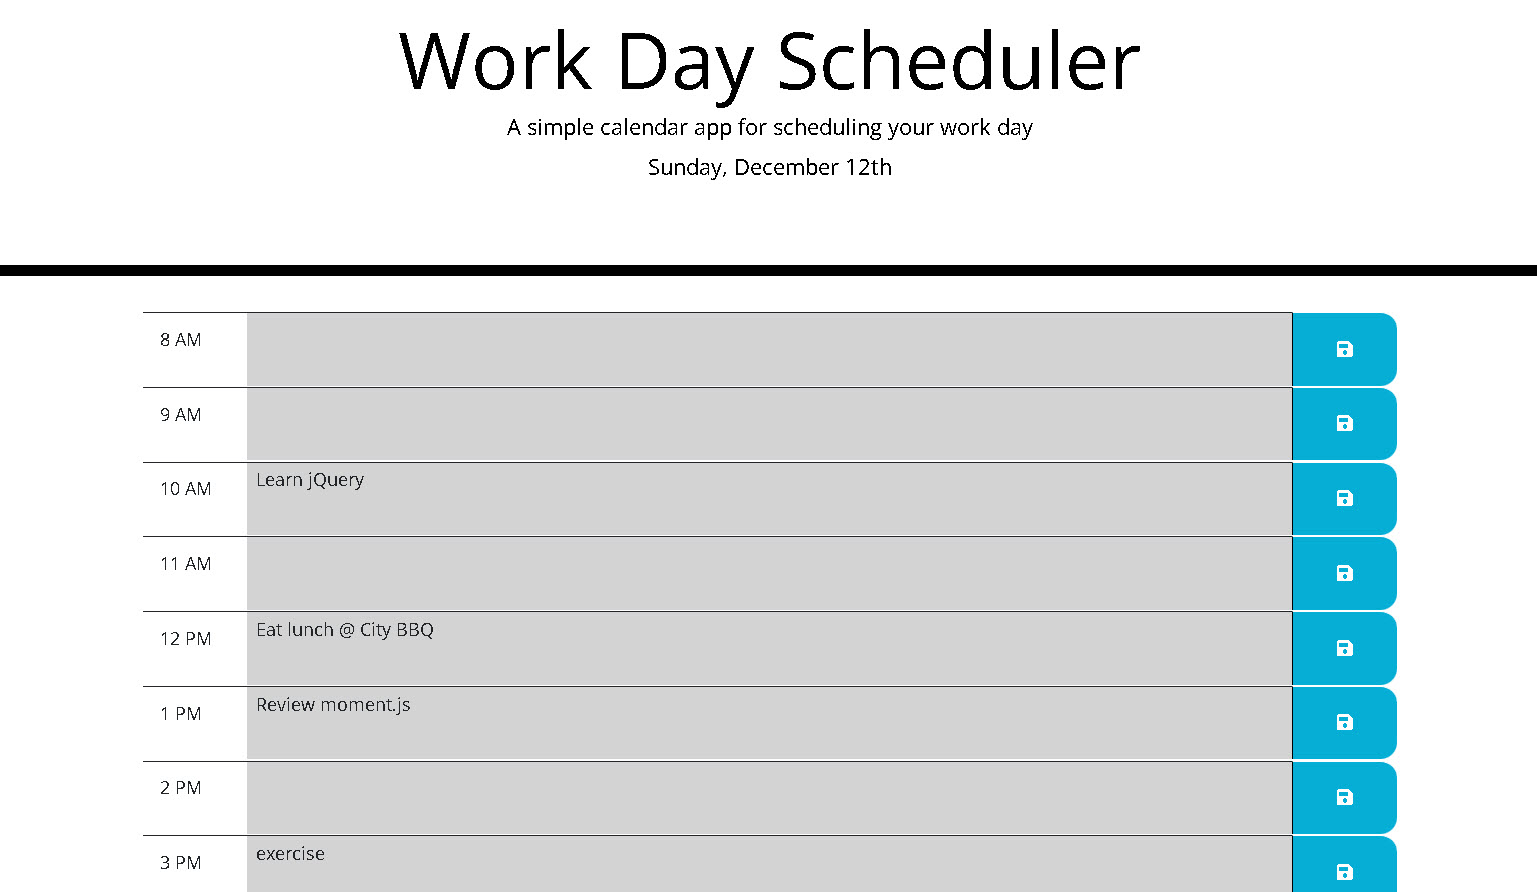 Work Day Scheduler
A simple calendar app for scheduling your work day
Sunday, December 12th
8 AM
9 AM
10 AM
Learn jQuery
11 AM
12 PM
Eat lunch @ City BBQ
1 PM
Review moment.js
2 PM
3 PM
exercise